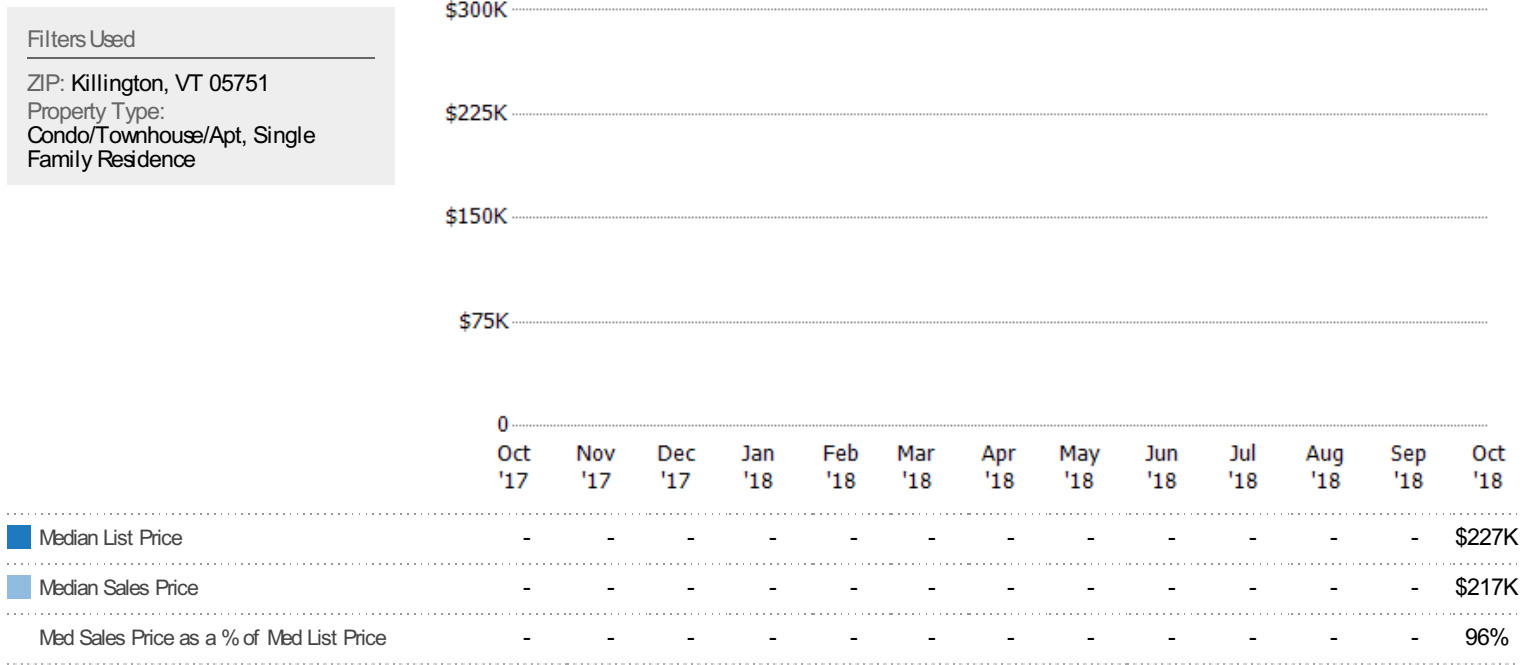 Filters Used
ZIP: Killington, VT 05751
Property Type:
Condo/Townhouse/Apt, Single
Family Residence
$300K
$225K
$150K
$75K
0
Oct Nov Dec Jan Feb Mar Apr May Jun Jul Aug Sep Oct
'17 '17 '17 '18 '18 '18 '18 '18 '18 '18 '18 '18 '18
Median List Price - - - - - - - - - - - - $227K
Median Sales Price - - - - - - - - - - - - $217K
Med Sales Price as a % of Med List Price - - - - - - - - - - - - 96%